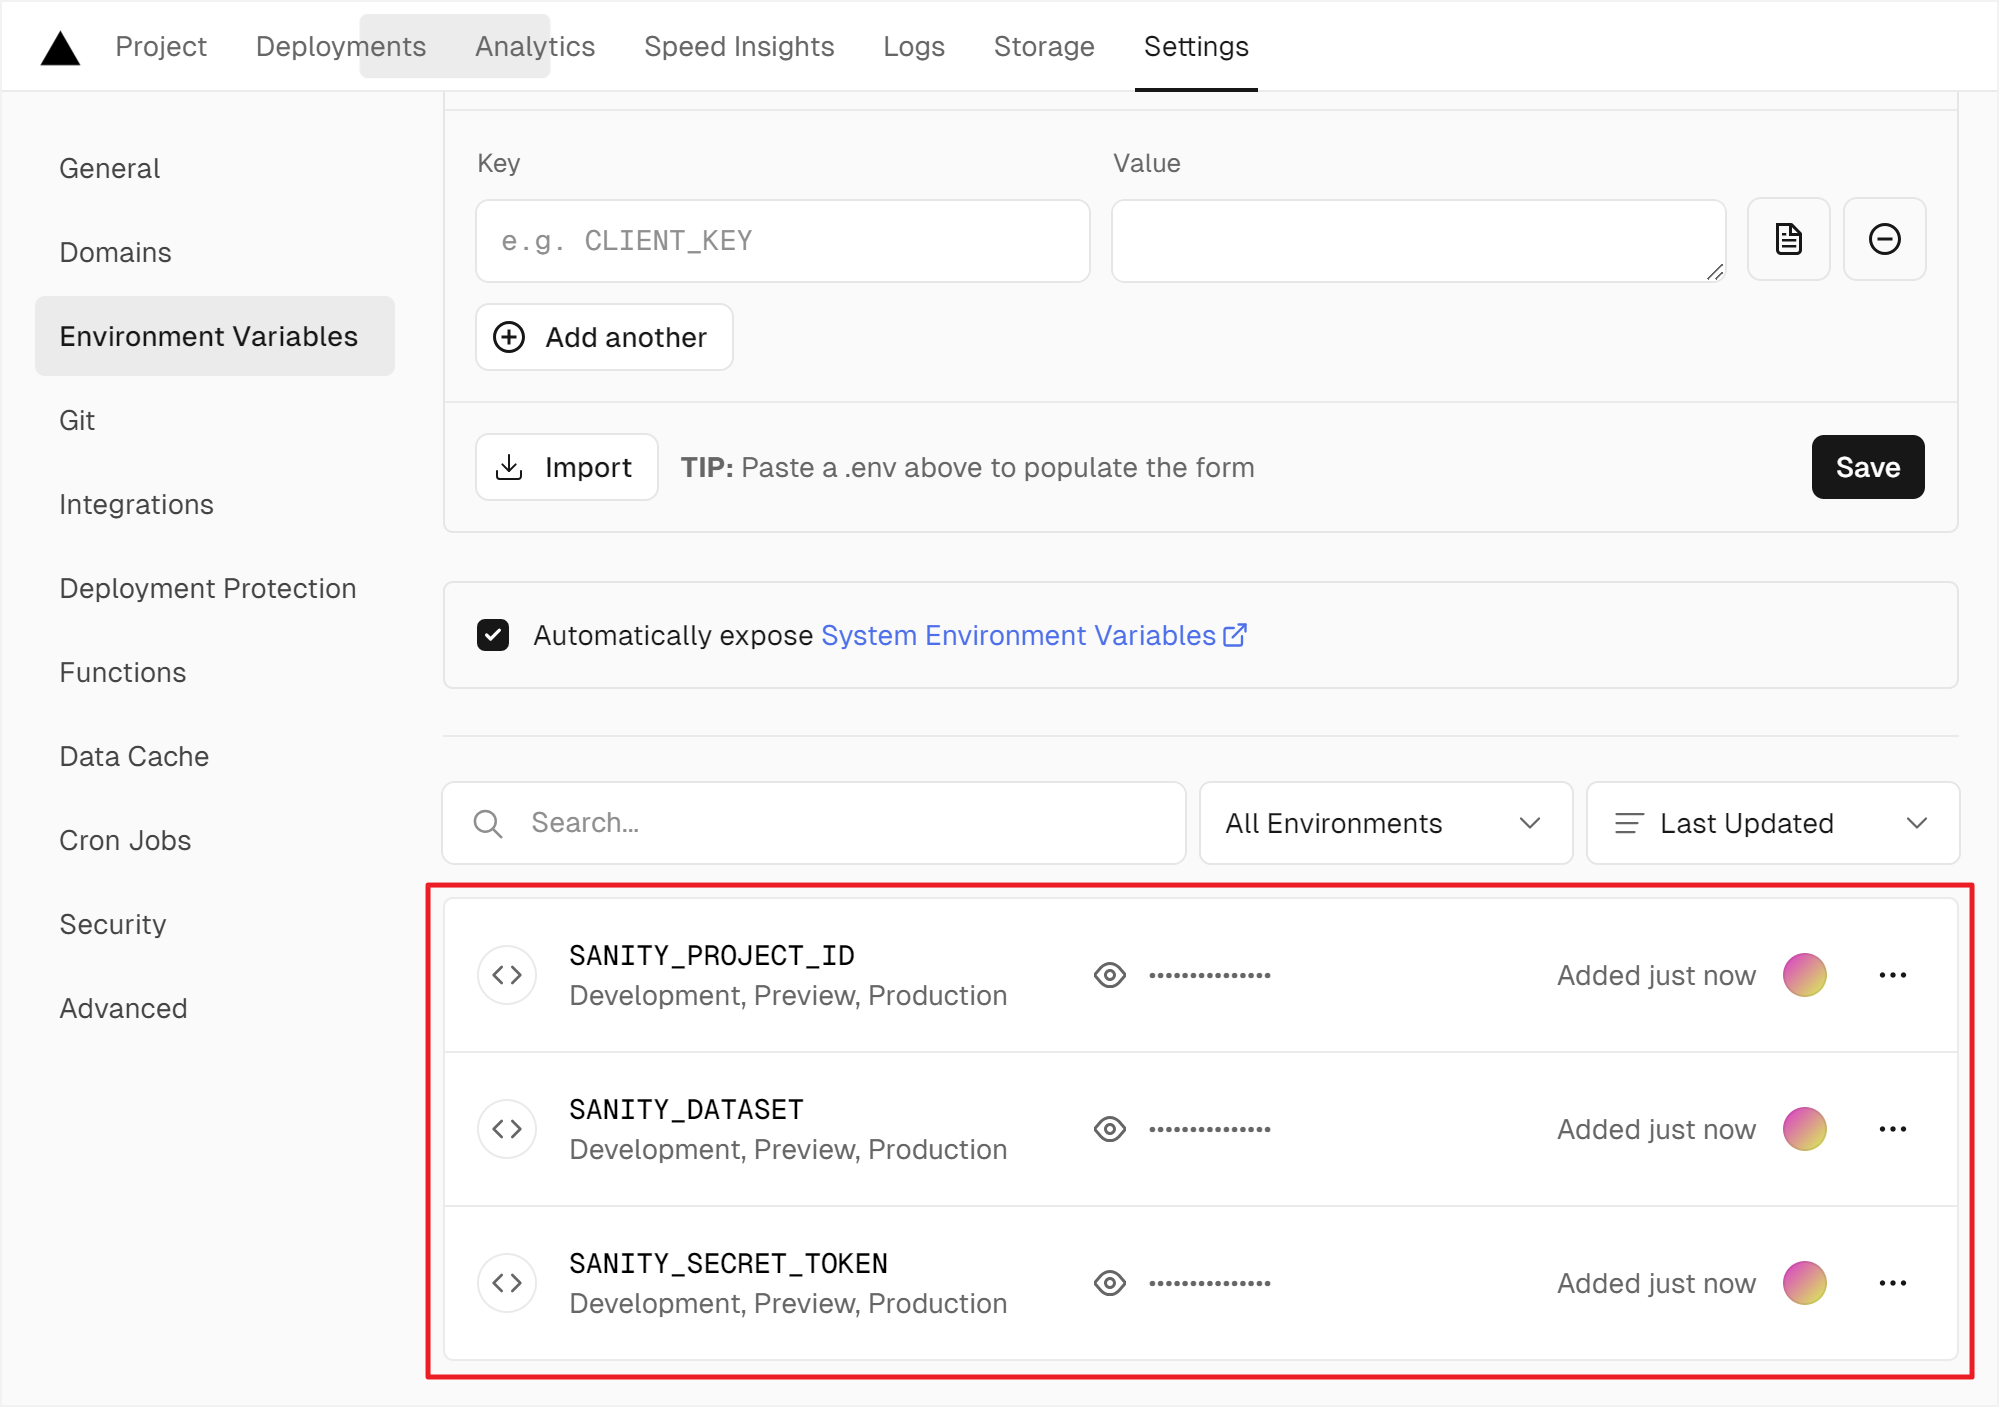 Project Deployments Analytics Speed Insights Logs Storage Settings
General
Domains
Environment Variables
Git
Integrations
Deployment Protection
Functions
Data Cache
Cron Jobs
Security
Advanced
Key Value
e.g. CLIENT_KEY
Add another
Import TIP: Paste a .env above to populate the form Save
Automatically expose System Environment Variables
Search... All Environments Last Updated
SANITY_PROJECT_ID
Development, Preview, Production
Added just now
SANITY_DATASET
Development, Preview, Production
Added just now
SANITY_SECRET_TOKEN
Development, Preview, Production
Added just now